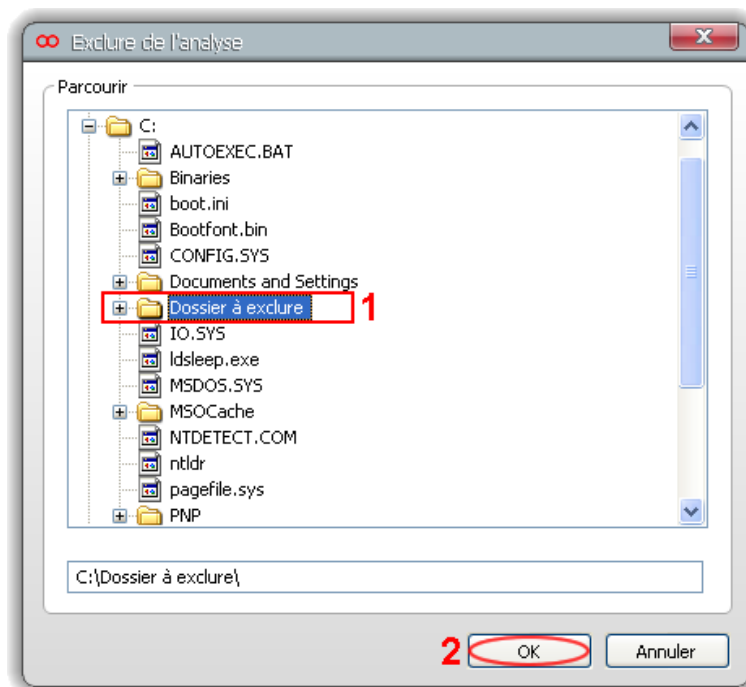 Exclure de l'analyse
Parcourir
C:
AUTOEXEC.BAT
Binaries
boot.ini
Bootfont.bin
CONFIG.SYS
Documents and Settings
Dossier à exclure 1
IO.SYS
ldsleep.exe
MSDOS.SYS
MSOCache
NTDETECT.COM
ntldr
pagefile.sys
PNP
C:\Dossier à exclure\
2 OK Annuler